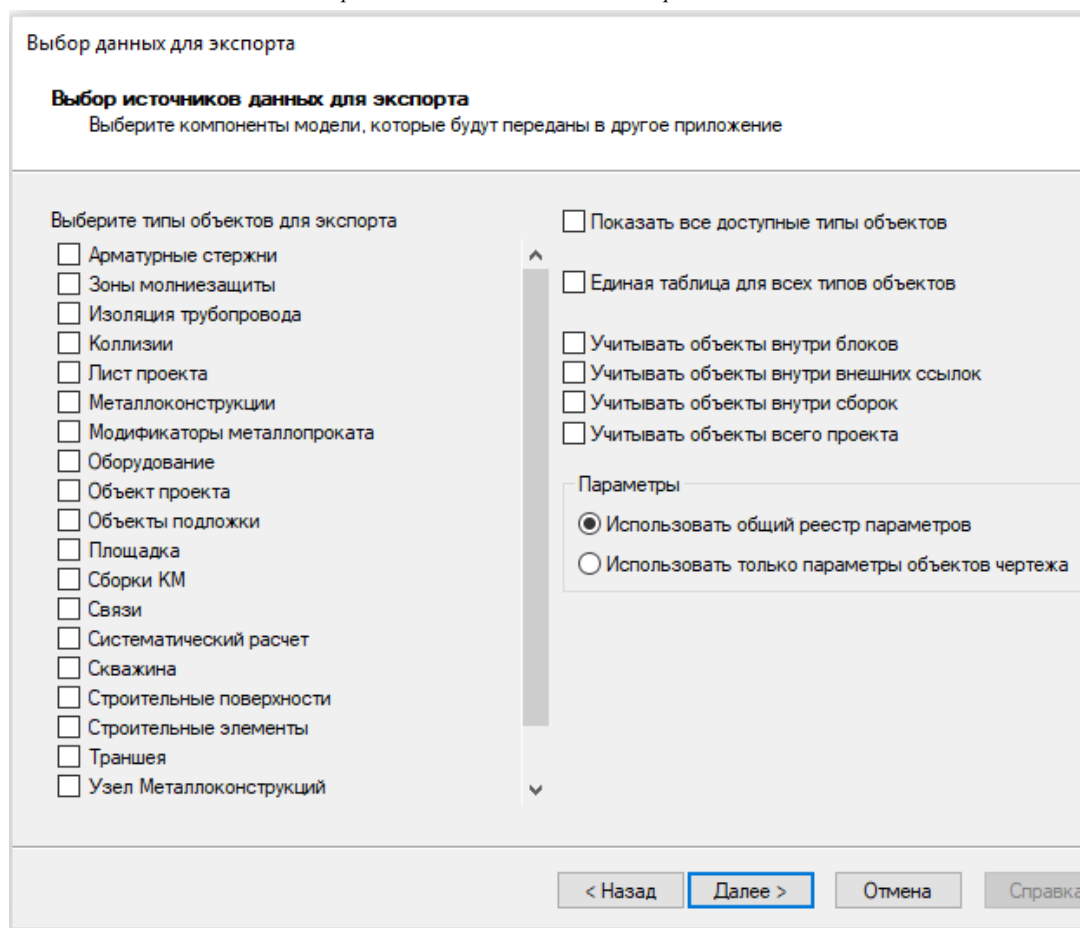 Выбор данных для экспорта
Выбор источников данных для экспорта
Выберите компоненты модели, которые будут переданы в другое приложение
Выберите типы объектов для экспорта
Арматурные стержни
Зоны молниезащиты
Изоляция трубопровода
Коллизии
Лист проекта
Металлоконструкции
Модификаторы металлопроката
Оборудование
Объект проекта
Объекты подложки
Площадка
Сборки КМ
Связи
Систематический расчет
Скважина
Строительные поверхности
Строительные элементы
Траншея
Узел Металлоконструкций
Показать все доступные типы объектов
Единая таблица для всех типов объектов
Учитывать объекты внутри блоков
Учитывать объекты внутри внешних ссылок
Учитывать объекты внутри сборок
Учитывать объекты всего проекта
Параметры
Использовать общий реестр параметров
Использовать только параметры объектов чертежа
< Назад Далее > Отмена Справка